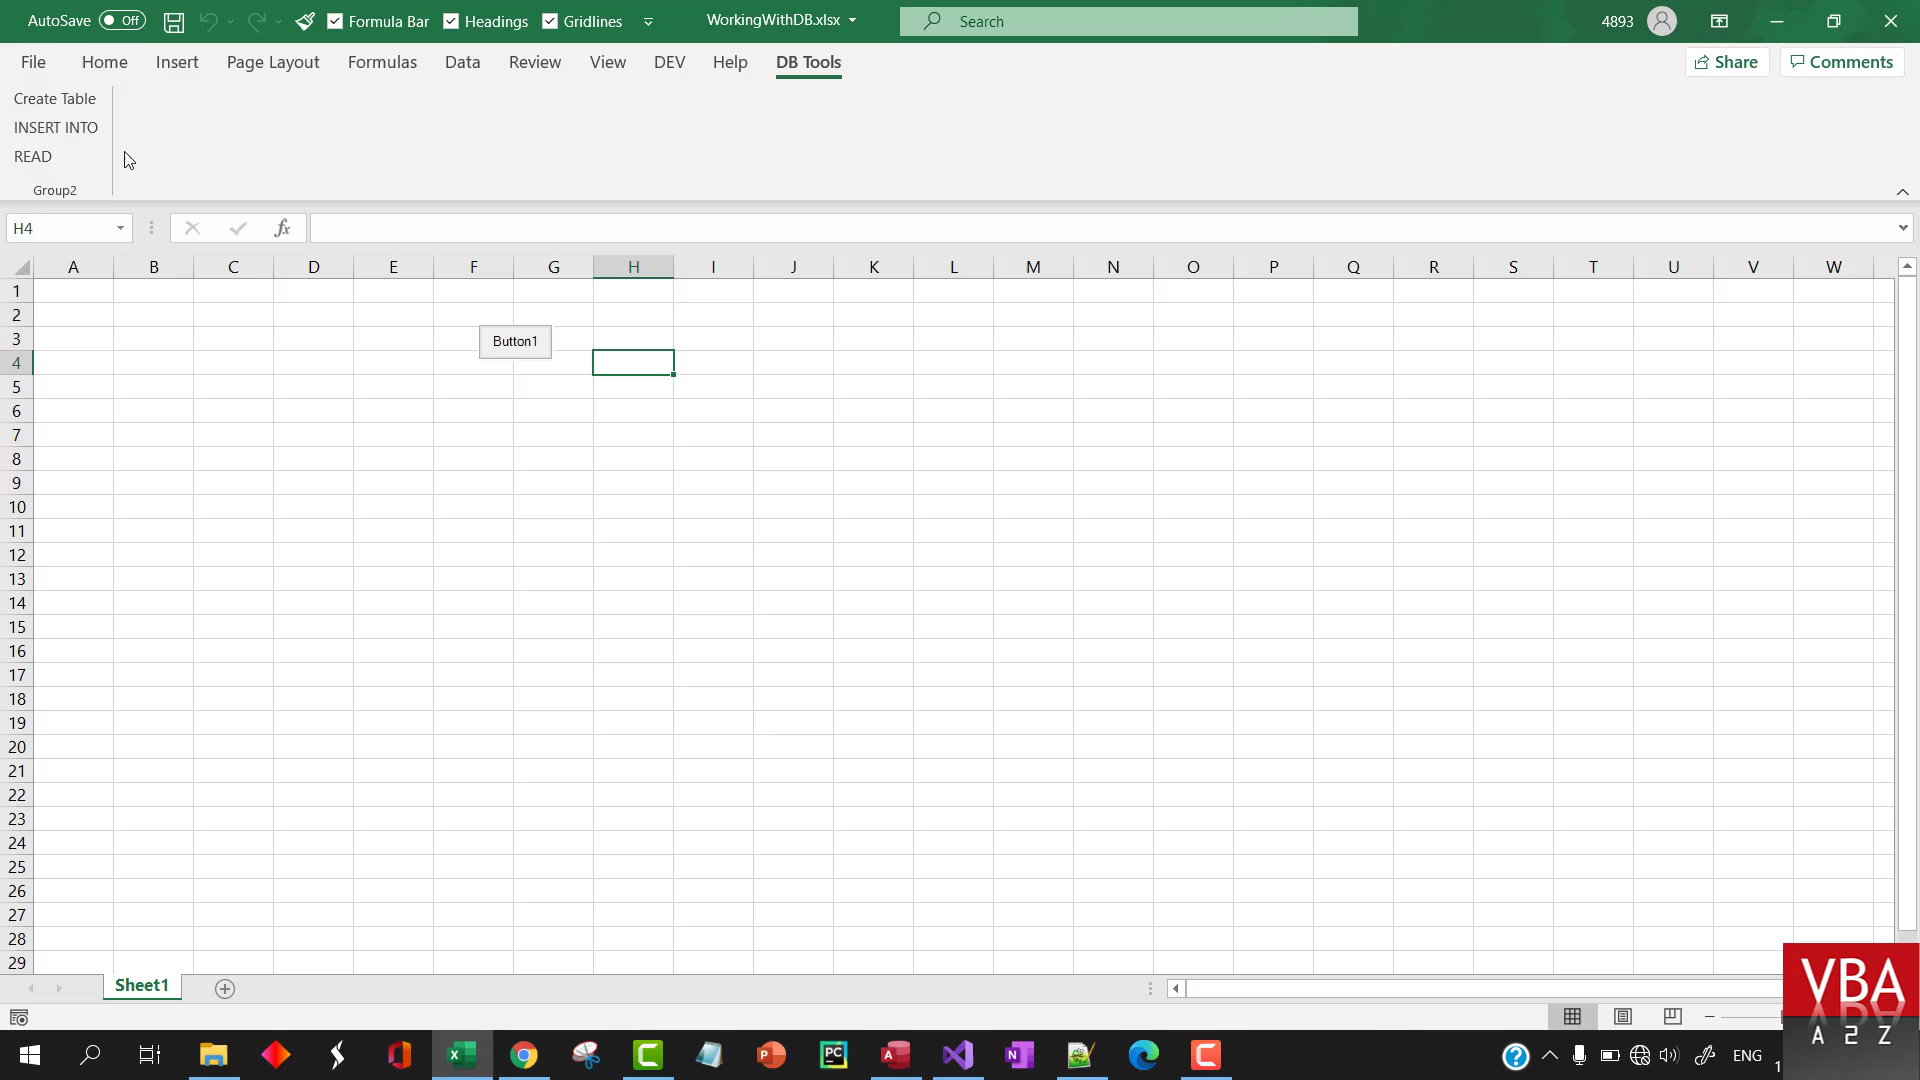 AutoSave Off Formula Bar Headings Gridlines WorkingWithDB.xlsx Search 4893
File Home Insert Page Layout Formulas Data Review View DEV Help DB Tools Share Comments
Create Table
INSERT INTO
READ
Group2
H4 fx
A B C D E F G H I J K L M N O P Q R S T U V W
1
2
3
Button1
4
5
6
7
8
9
10
11
12
13
14
15
16
17
18
19
20
21
22
23
24
25
26
27
28
29
Sheet1
VBA
A 2 Z
ENG